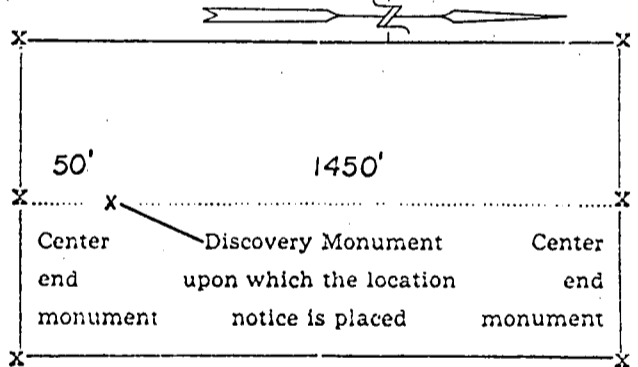 X X
50' 1450'
X X X
Center Discovery Monument Center
end upon which the location end
monument notice is placed monument
X X